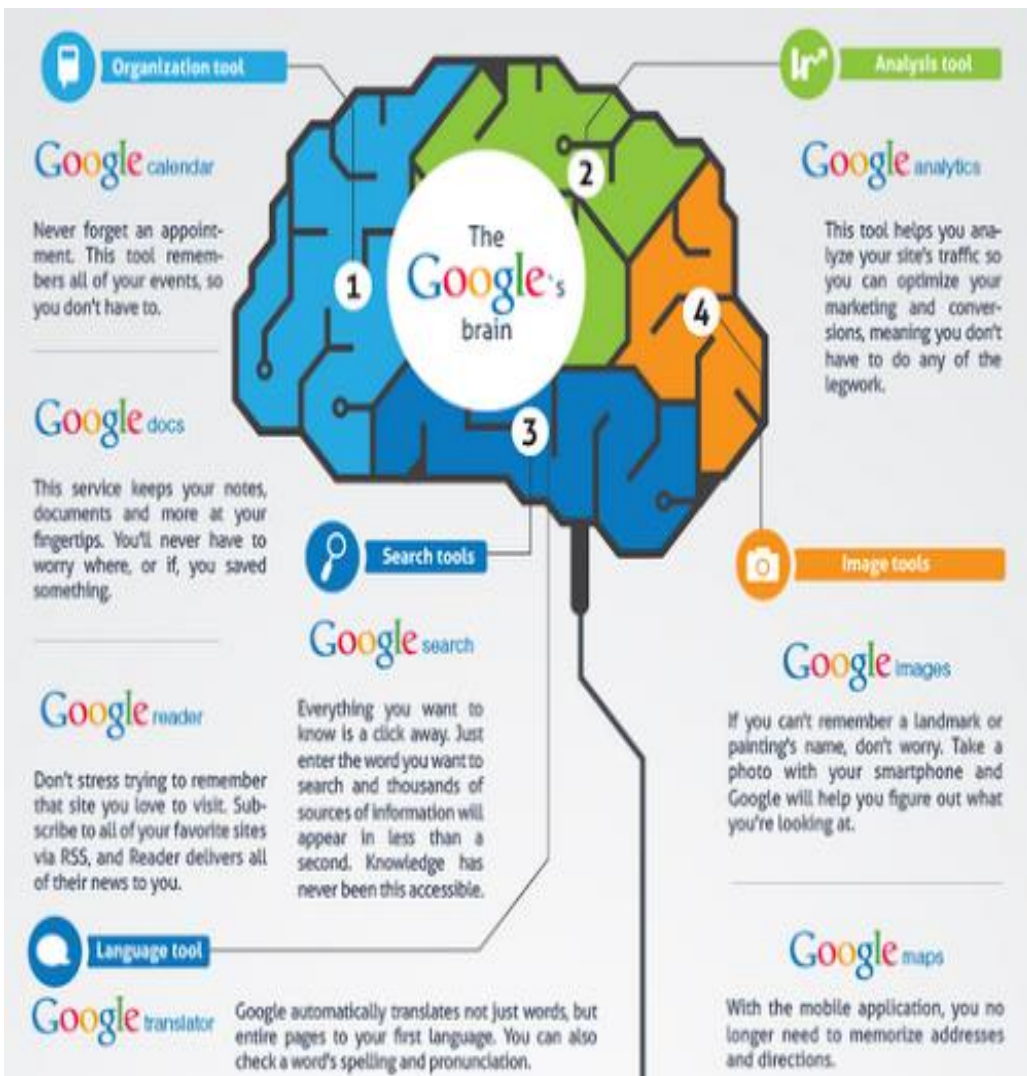 Organization tool
Google calendar
Never forget an appoint-
ment. This tool remem-
bers all of your events, so
you don't have to.
Google docs
This service keeps your notes,
documents and more at your
fingertips. You'll never have to
worry where, or if, you saved
something.
Google reader
Don't stress trying to remember
that site you love to visit. Sub-
scribe to all of your favorite sites
via RSS, and Reader delivers all
of their news to you.
The
Google`s
brain
1
2
3
4
Analysis tool
Google analytics
This tool helps you ana-
lyze your site's traffic so
you can optimize your
marketing and conver-
sions, meaning you don't
have to do any of the
legwork.
Search tools
Google search
Everything you want to
know is a click away. Just
enter the word you want to
search and thousands of
sources of information will
appear in less than a
second. Knowledge has
never been this accessible.
Image tools
Google images
If you can't remember a landmark or
painting's name, don't worry. Take a
photo with your smartphone and
Google will help you figure out what
you're looking at.
Google maps
With the mobile application, you no
longer need to memorize addresses
and directions.
Language tool
Google translator
Google automatically translates not just words, but
entire pages to your first language. You can also
check a word's spelling and pronunciation.